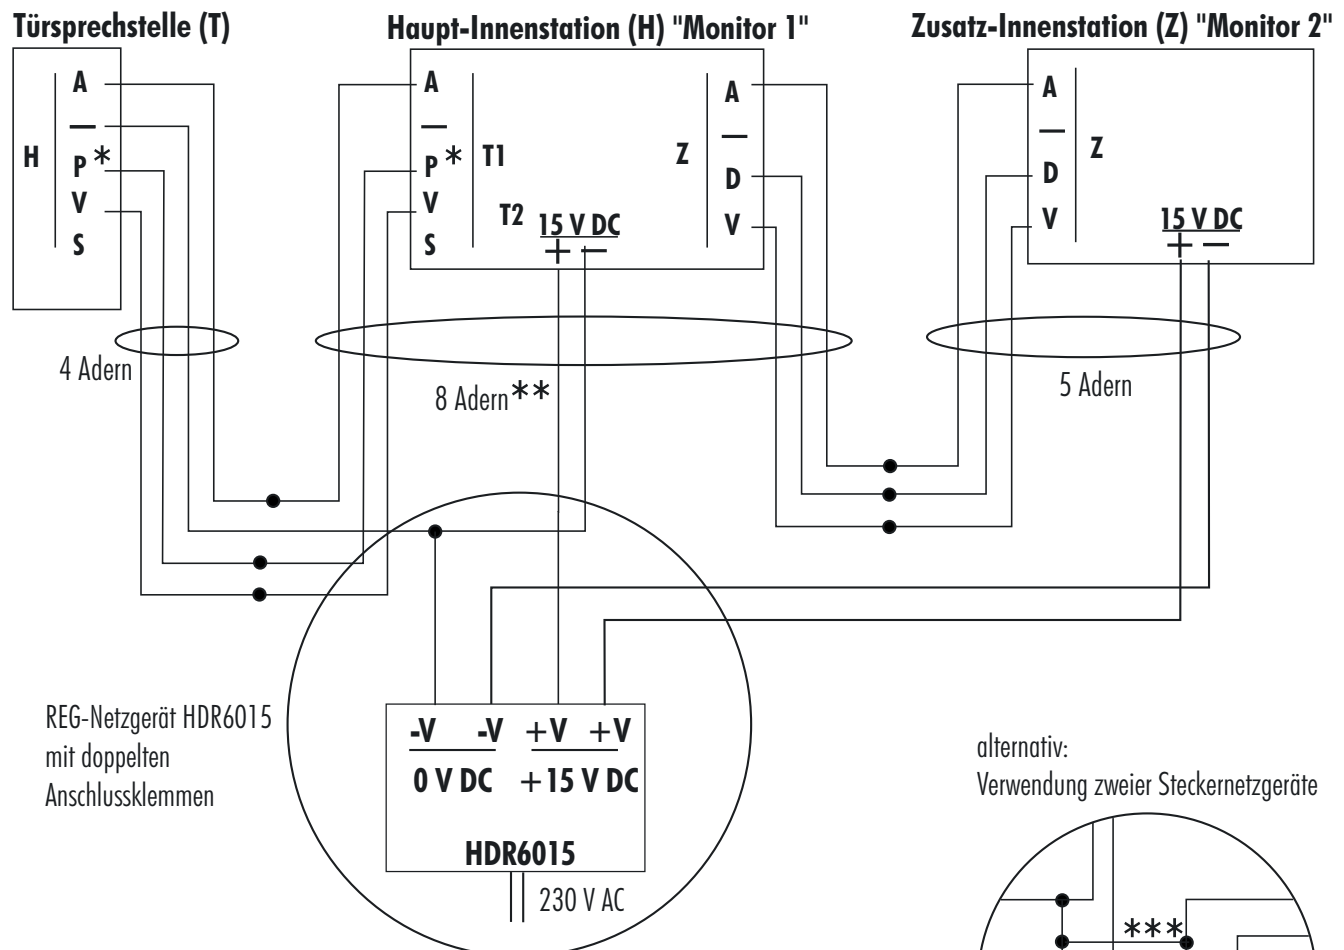 Türsprechstelle (T)
Haupt-Innenstation (H) "Monitor 1"
Zusatz-Innenstation (Z) "Monitor 2"
H
A
—
P*
V
S
A
—
P*
V
S
T1
T2
15 V DC
+ —
Z
A
—
D
V
A
—
D
V
Z
15 V DC
+ —
4 Adern
8 Adern**
5 Adern
REG-Netzgerät HDR6015
mit doppelten
Anschlussklemmen
-V -V +V +V
0 V DC +15 V DC
HDR6015
230 V AC
alternativ:
Verwendung zweier Steckernetzgeräte
***